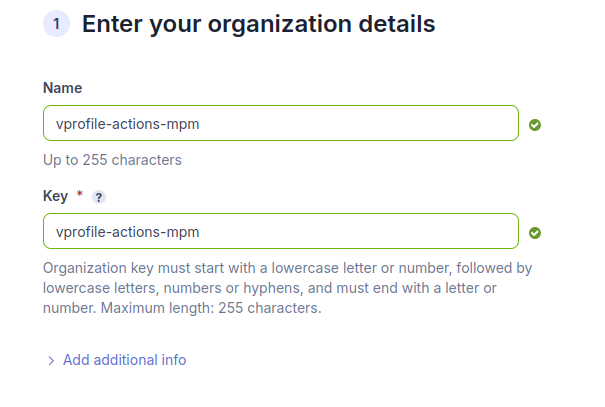 1 Enter your organization details
Name
vprofile-actions-mpm
Up to 255 characters
Key * ?
vprofile-actions-mpm
Organization key must start with a lowercase letter or number, followed by
lowercase letters, numbers or hyphens, and must end with a letter or
number. Maximum length: 255 characters.
Add additional info